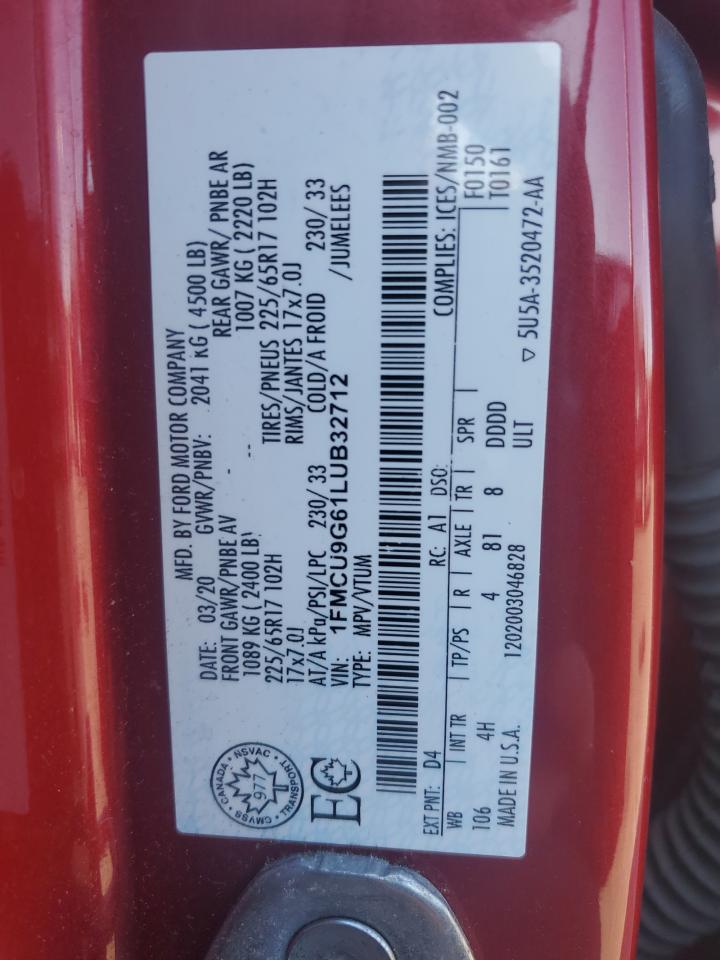 MFD. BY FORD MOTOR COMPANY
DATE: 03/20 GVWR/PNBV: 2041 KG ( 4500 LB)
FRONT GAWR/PNBE AV REAR GAWR/ PNBE AR
1089 KG ( 2400 LB) - -- 1007 KG ( 2220 LB)
225/65R17 102H TIRES/PNEUS 225/65R17 102H
17x7.0J RIMS/JANTES 17x7.0J
AT/A kPa/PSI/LPC 230/ 33 COLD/A FROID 230/ 33
VIN: 1FMCU9G61LUB32712 /JUMELEES
TYPE: MPV/VTUM
CANADA · NSVAC · TRANSPORT · CMVSS
977
EC
COMPLIES: ICES/NMB-002
EXT PNT: D4 RC: A1 DSO: F0150
T0161
WB INT TR TP/PS R AXLE TR SPR
106 4H 4 81 8 DDDD
ULT
MADE IN U.S.A. 1202003046828 ▽ 5U5A-3520472-AA